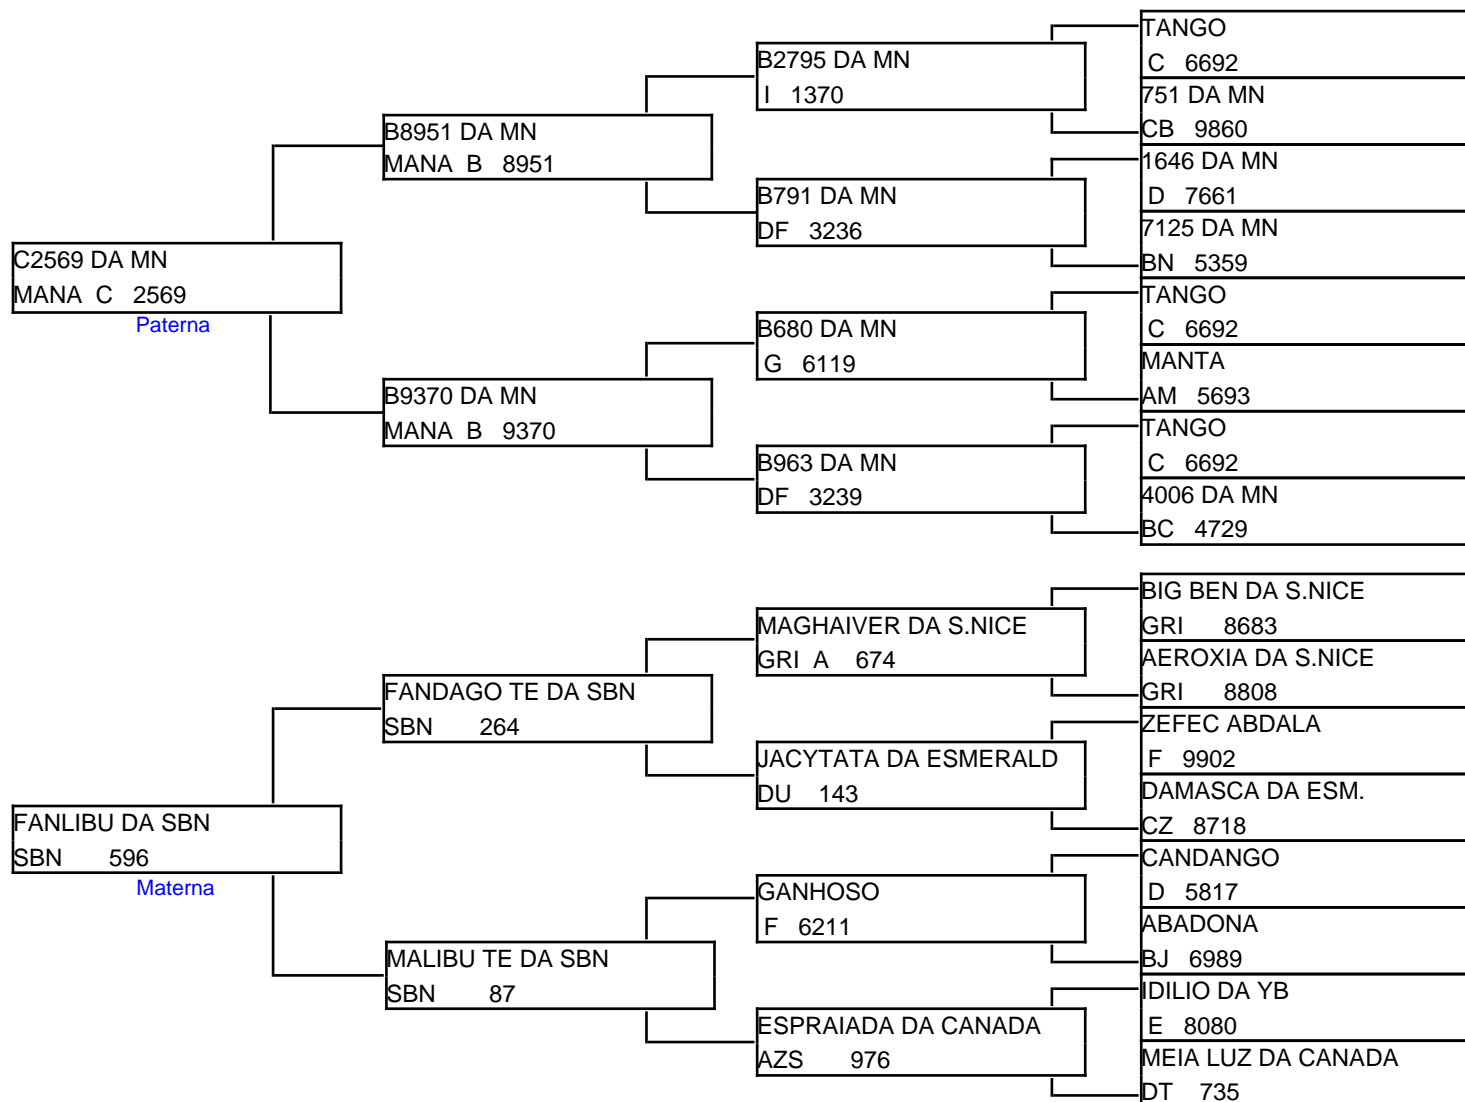 C2569 DA MN
MANA C 2569
Paterna
B8951 DA MN
MANA B 8951
B9370 DA MN
MANA B 9370
B2795 DA MN
I 1370
B791 DA MN
DF 3236
B680 DA MN
G 6119
B963 DA MN
DF 3239
TANGO
C 6692
751 DA MN
CB 9860
1646 DA MN
D 7661
7125 DA MN
BN 5359
TANGO
C 6692
MANTA
AM 5693
TANGO
C 6692
4006 DA MN
BC 4729
FANLIBU DA SBN
SBN 596
Materna
FANDAGO TE DA SBN
SBN 264
MALIBU TE DA SBN
SBN 87
MAGHAIVER DA S.NICE
GRI A 674
JACYTATA DA ESMERALD
DU 143
GANHOSO
F 6211
ESPRAIADA DA CANADA
AZS 976
BIG BEN DA S.NICE
GRI 8683
AEROXIA DA S.NICE
GRI 8808
ZEFEC ABDALA
F 9902
DAMASCA DA ESM.
CZ 8718
CANDANGO
D 5817
ABADONA
BJ 6989
IDILIO DA YB
E 8080
MEIA LUZ DA CANADA
DT 735